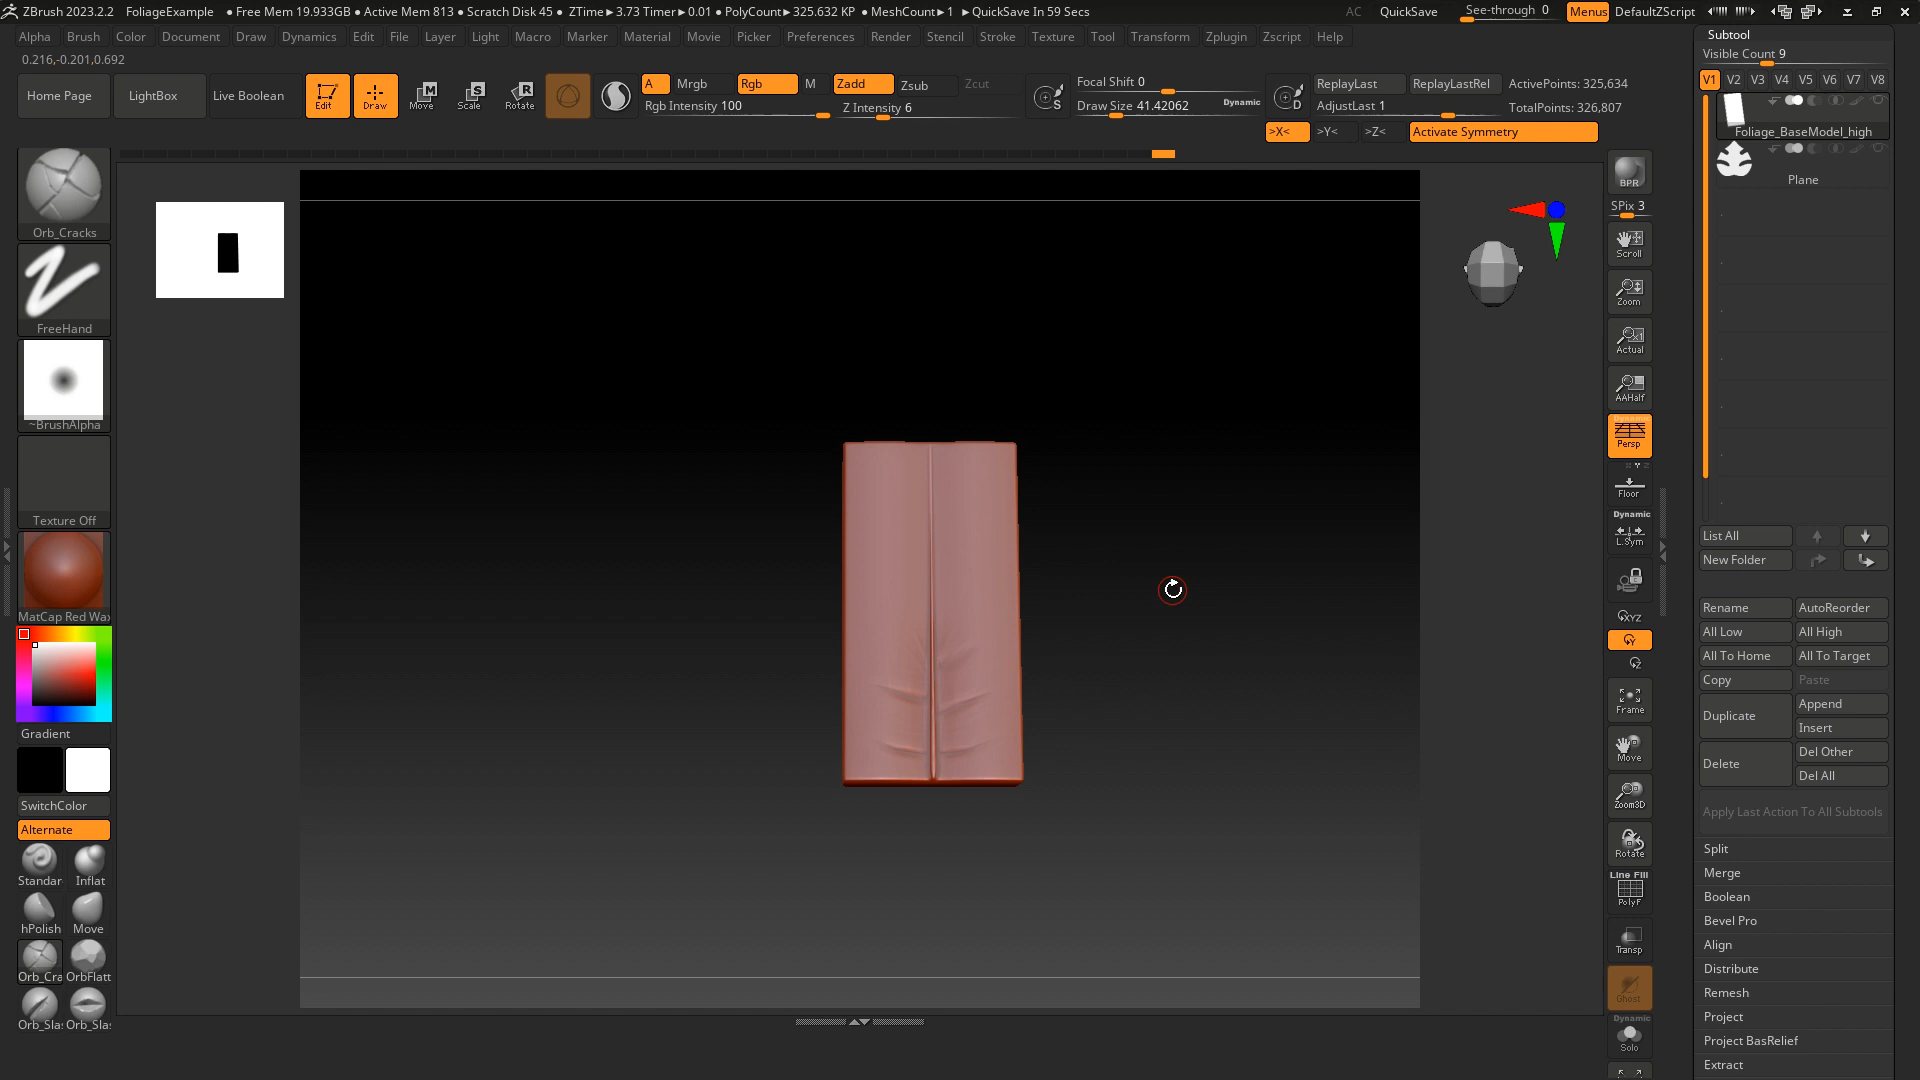 ZBrush 2023.2.2 FoliageExample ● Free Mem 19.933GB ● Active Mem 813 ● Scratch Disk 45 ● ZTime►3.73 Timer►0.01 ● PolyCount►325.632 KP ● MeshCount►1 ►QuickSave In 59 Secs AC QuickSave See-through 0 Menus DefaultZScript
Alpha Brush Color Document Draw Dynamics Edit File Layer Light Macro Marker Material Movie Picker Preferences Render Stencil Stroke Texture Tool Transform Zplugin Zscript Help
0.216,-0.201,0.692
Home Page LightBox Live Boolean Edit Draw Move Scale Rotate
A Mrgb Rgb M Zadd Zsub Zcut
Rgb Intensity 100 Z Intensity 6
Focal Shift 0
Draw Size 41.42062 Dynamic
S D
ReplayLast ReplayLastRel ActivePoints: 325,634
AdjustLast 1 TotalPoints: 326,807
>X< >Y< >Z< Activate Symmetry
Orb_Cracks
FreeHand
~BrushAlpha
Texture Off
MatCap Red Wax
Gradient
SwitchColor
Alternate
Standar Inflat
hPolish Move
Orb_Cra OrbFlatt
Orb_Sla Orb_Slas
BPR
SPix 3
Scroll
Zoom
Actual
AAHalf
Dynamic
Persp
Floor
Dynamic
L.Sym
XYZ
Y
Z
Frame
Move
Zoom3D
Rotate
Line Fill
PolyF
Transp
Ghost
Dynamic
Solo
Subtool
Visible Count 9
V1 V2 V3 V4 V5 V6 V7 V8
Foliage_BaseModel_high
Plane
List All
New Folder
Rename AutoReorder
All Low All High
All To Home All To Target
Copy Paste
Duplicate Append
Insert
Delete Del Other
Del All
Apply Last Action To All Subtools
Split
Merge
Boolean
Bevel Pro
Align
Distribute
Remesh
Project
Project BasRelief
Extract